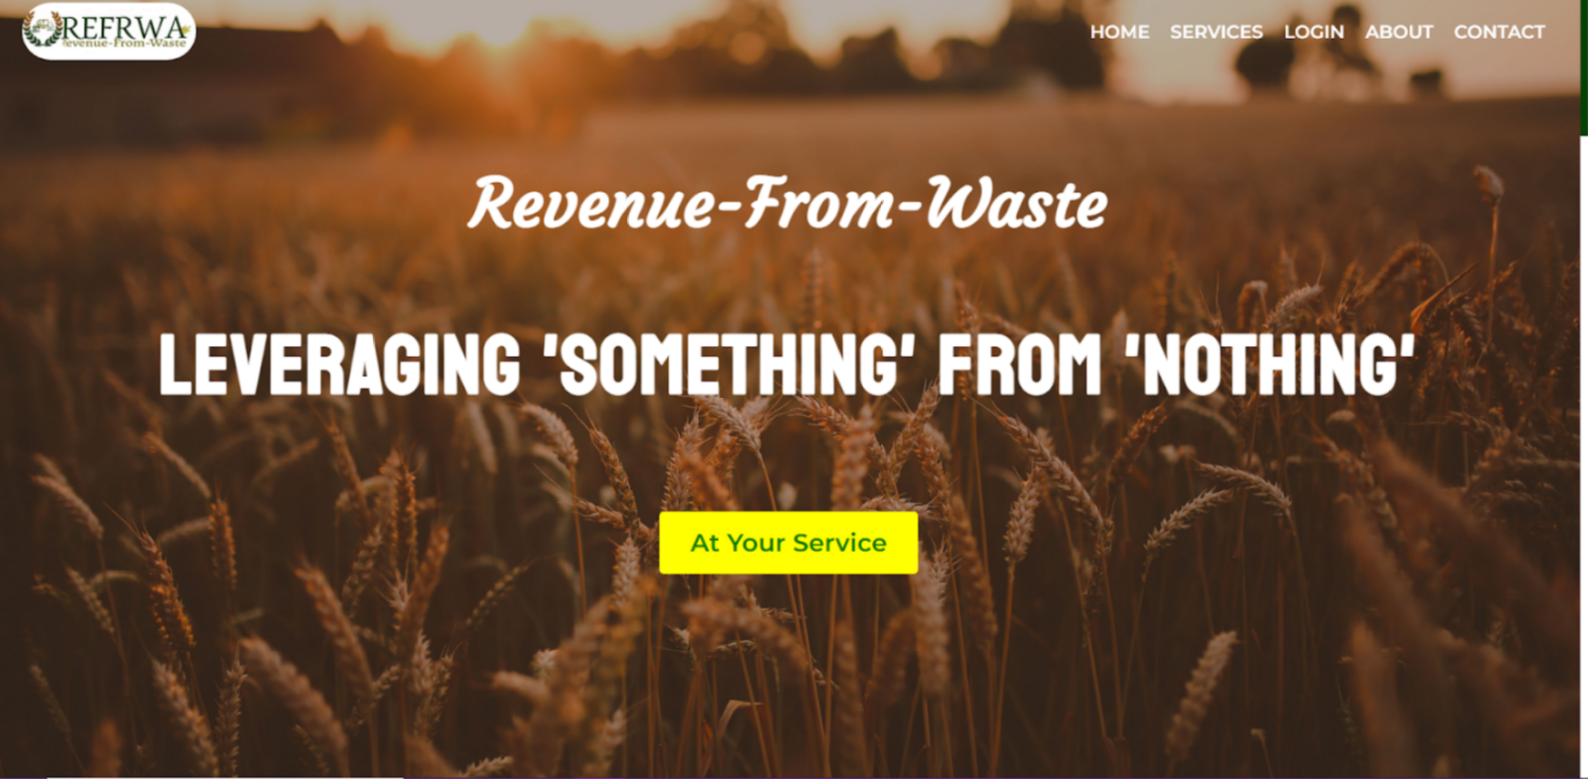 REFRWA
Revenue-From-Waste
HOME SERVICES LOGIN ABOUT CONTACT
Revenue-From-Waste
LEVERAGING 'SOMETHING' FROM 'NOTHING'
At Your Service